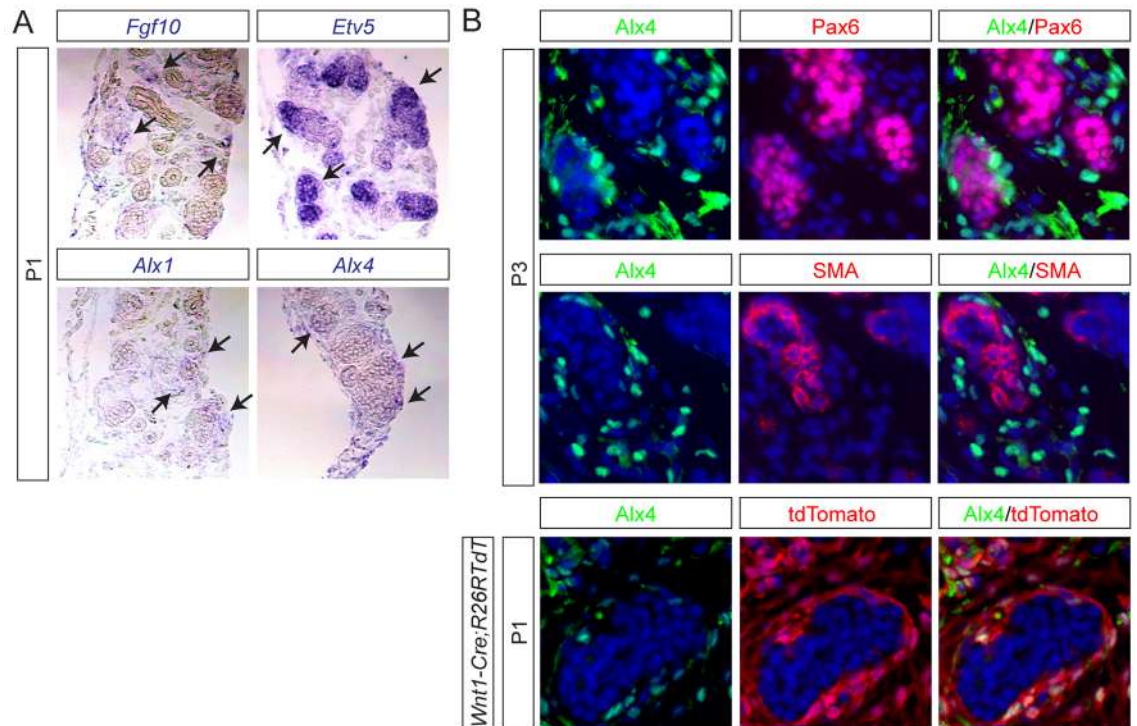 A
Fgf10
Etv5
P1
Alx1
Alx4
B
Alx4
Pax6
Alx4/Pax6
P3
Alx4
SMA
Alx4/SMA
Alx4
tdTomato
Alx4/tdTomato
Wnt1-Cre;R26RTdT
P1